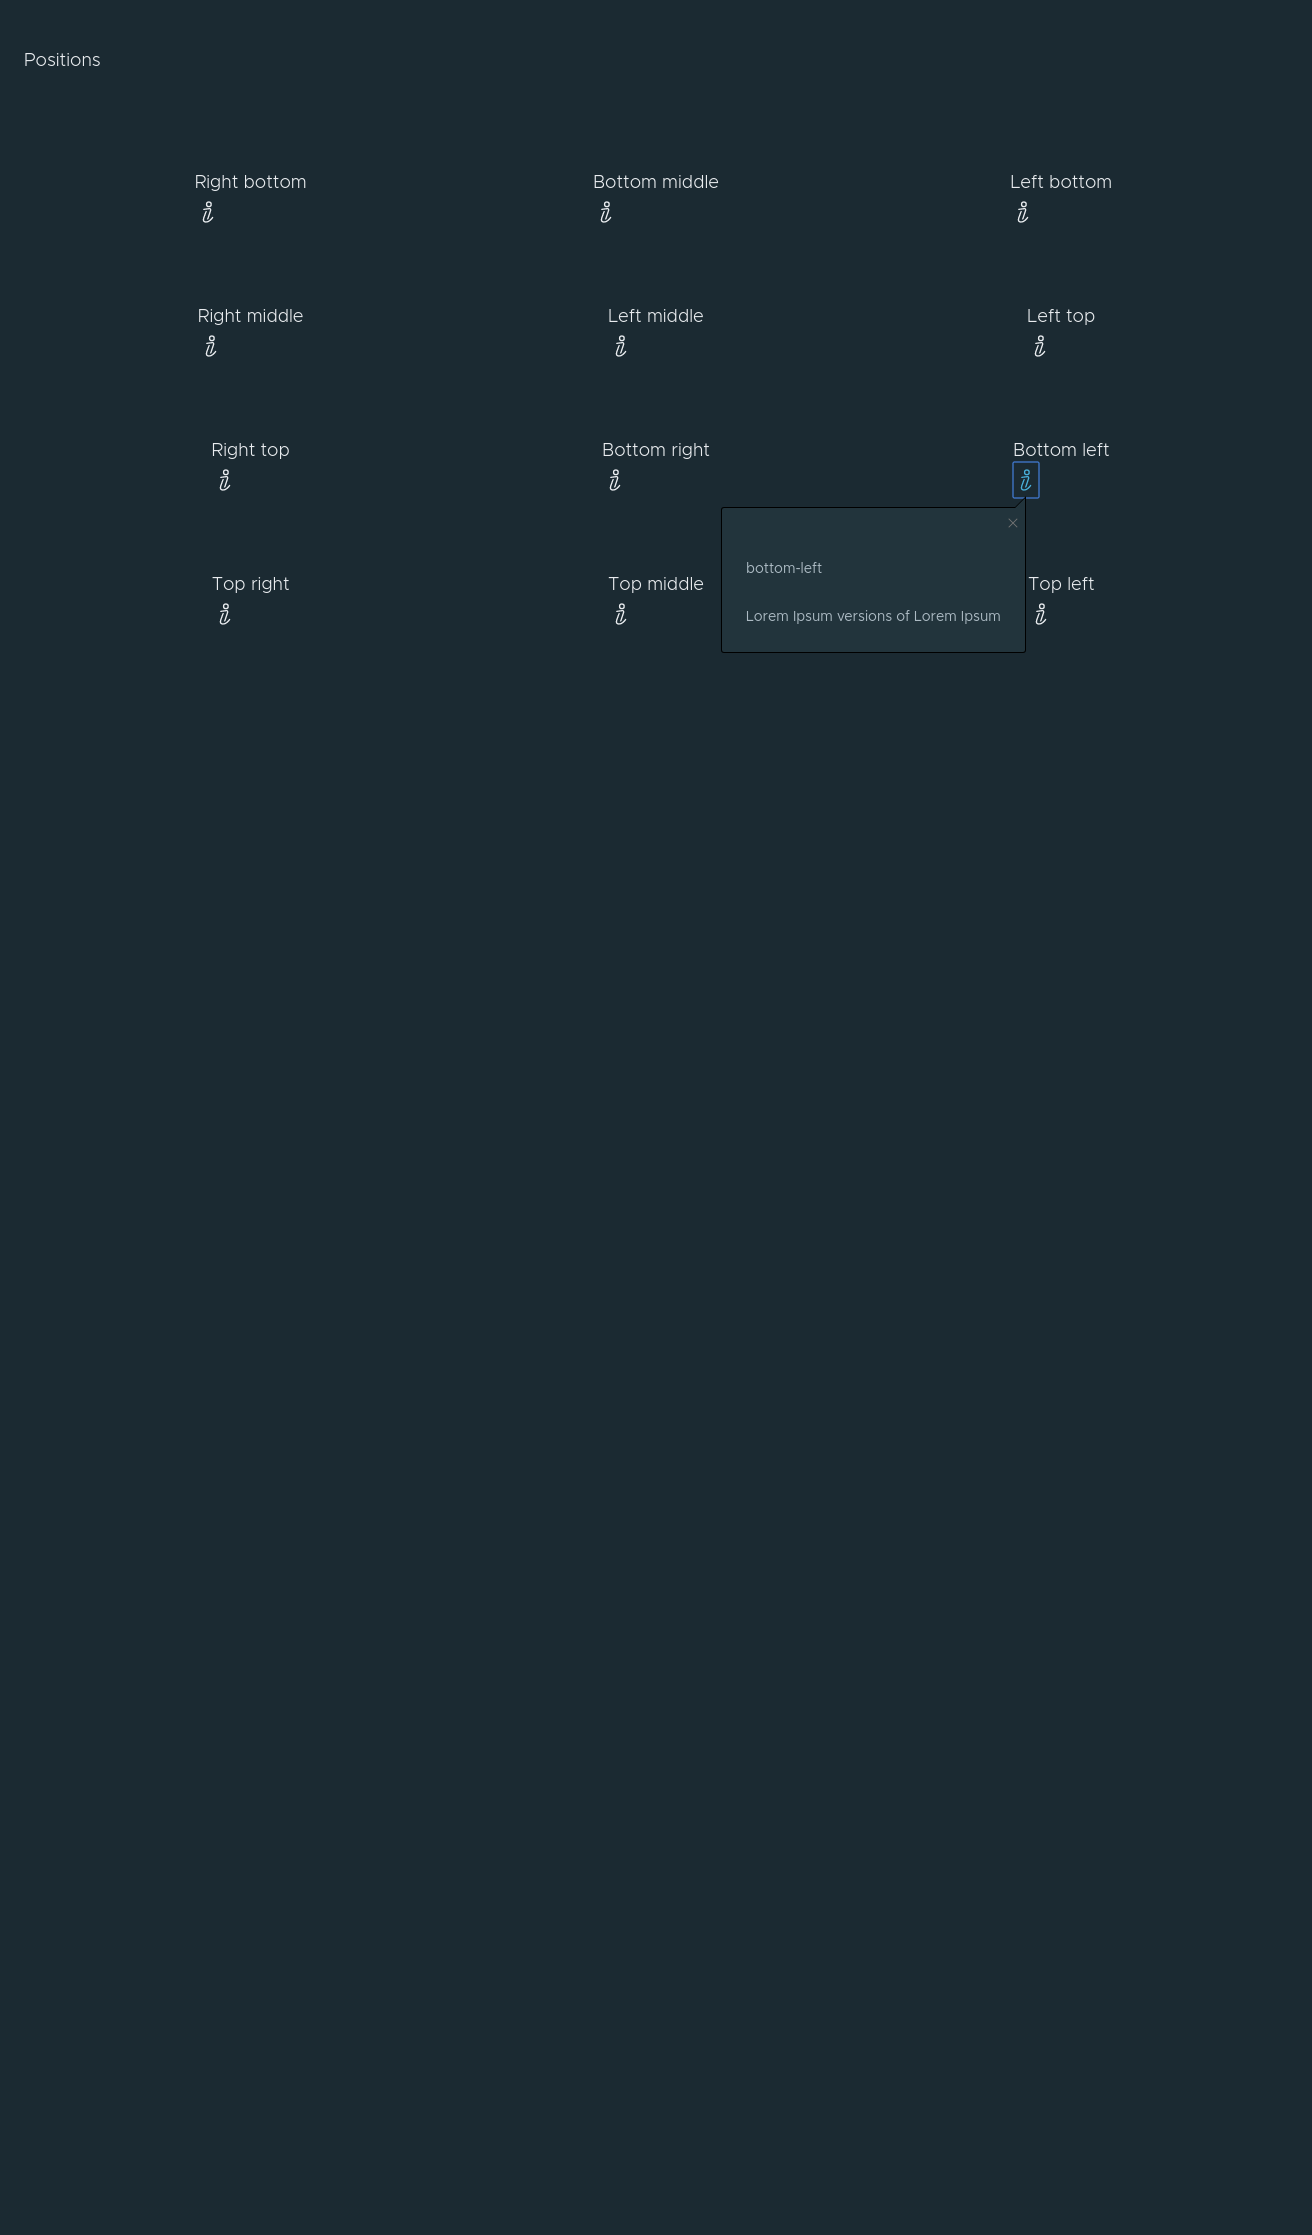 Positions
Right bottom
Bottom middle
Left bottom
Right middle
Left middle
Left top
Right top
Bottom right
Bottom left
bottom-left
Lorem Ipsum versions of Lorem Ipsum
Top right
Top middle
Top left